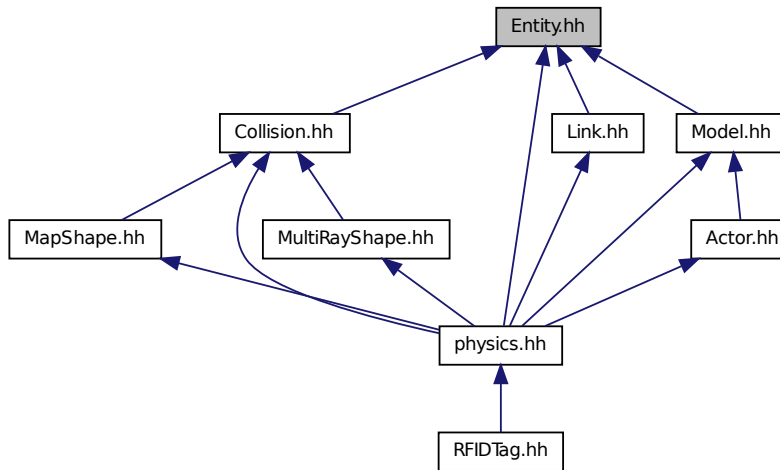 Entity.hh
Collision.hh
Link.hh
Model.hh
MapShape.hh
MultiRayShape.hh
Actor.hh
physics.hh
RFIDTag.hh